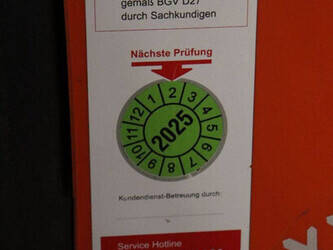 gemäß BGV D27
durch Sachkundigen
Nächste Prüfung
1 2 3 4 5 6 7 8 9 10 11 12
2025
Kundendienst-Betreuung durch:
Service Hotline